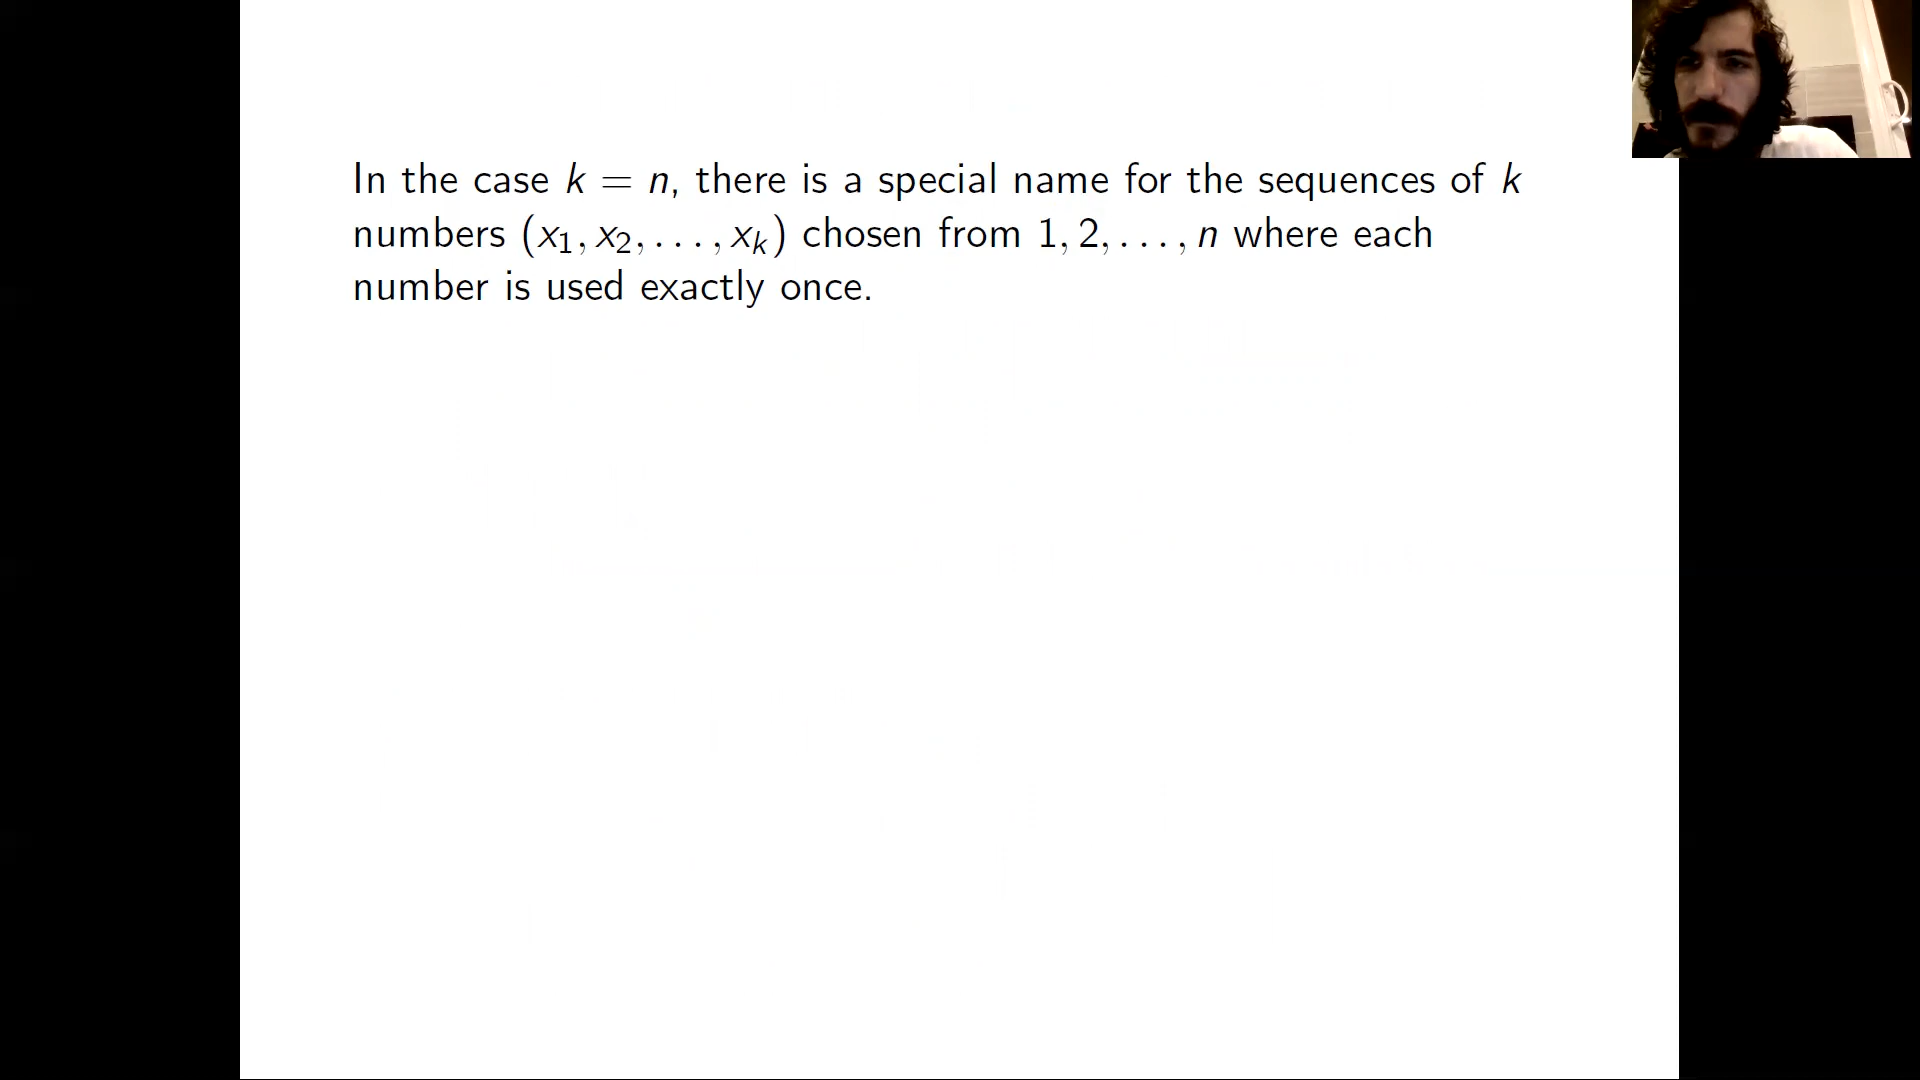 In the case k = n, there is a special name for the sequences of k
numbers (x₁, x₂, . . . , xₖ) chosen from 1, 2, . . . , n where each
number is used exactly once.